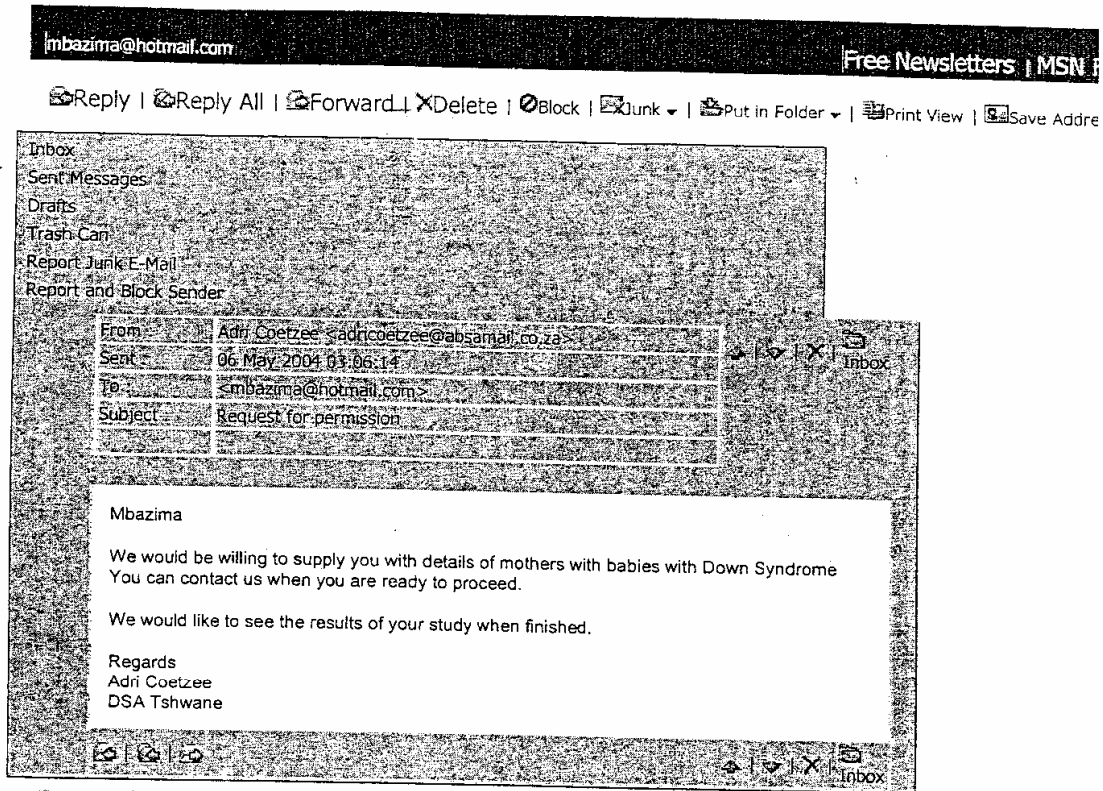 mbazima@hotmail.com
Free Newsletters | MSN
Reply | Reply All | Forward | Delete | Block | Junk | Put in Folder | Print View | Save Addre
Inbox
Sent Messages
Drafts
Trash Can
Report Junk E-Mail
Report and Block Sender
From : Adri Coetzee <adricoetzee@absamail.co.za>
Sent : 06 May 2004 03:06:14
To : <mbazima@hotmail.com>
Subject : Request for permission
Inbox
Mbazima
We would be willing to supply you with details of mothers with babies with Down Syndrome
You can contact us when you are ready to proceed.
We would like to see the results of your study when finished.
Regards
Adri Coetzee
DSA Tshwane
Inbox